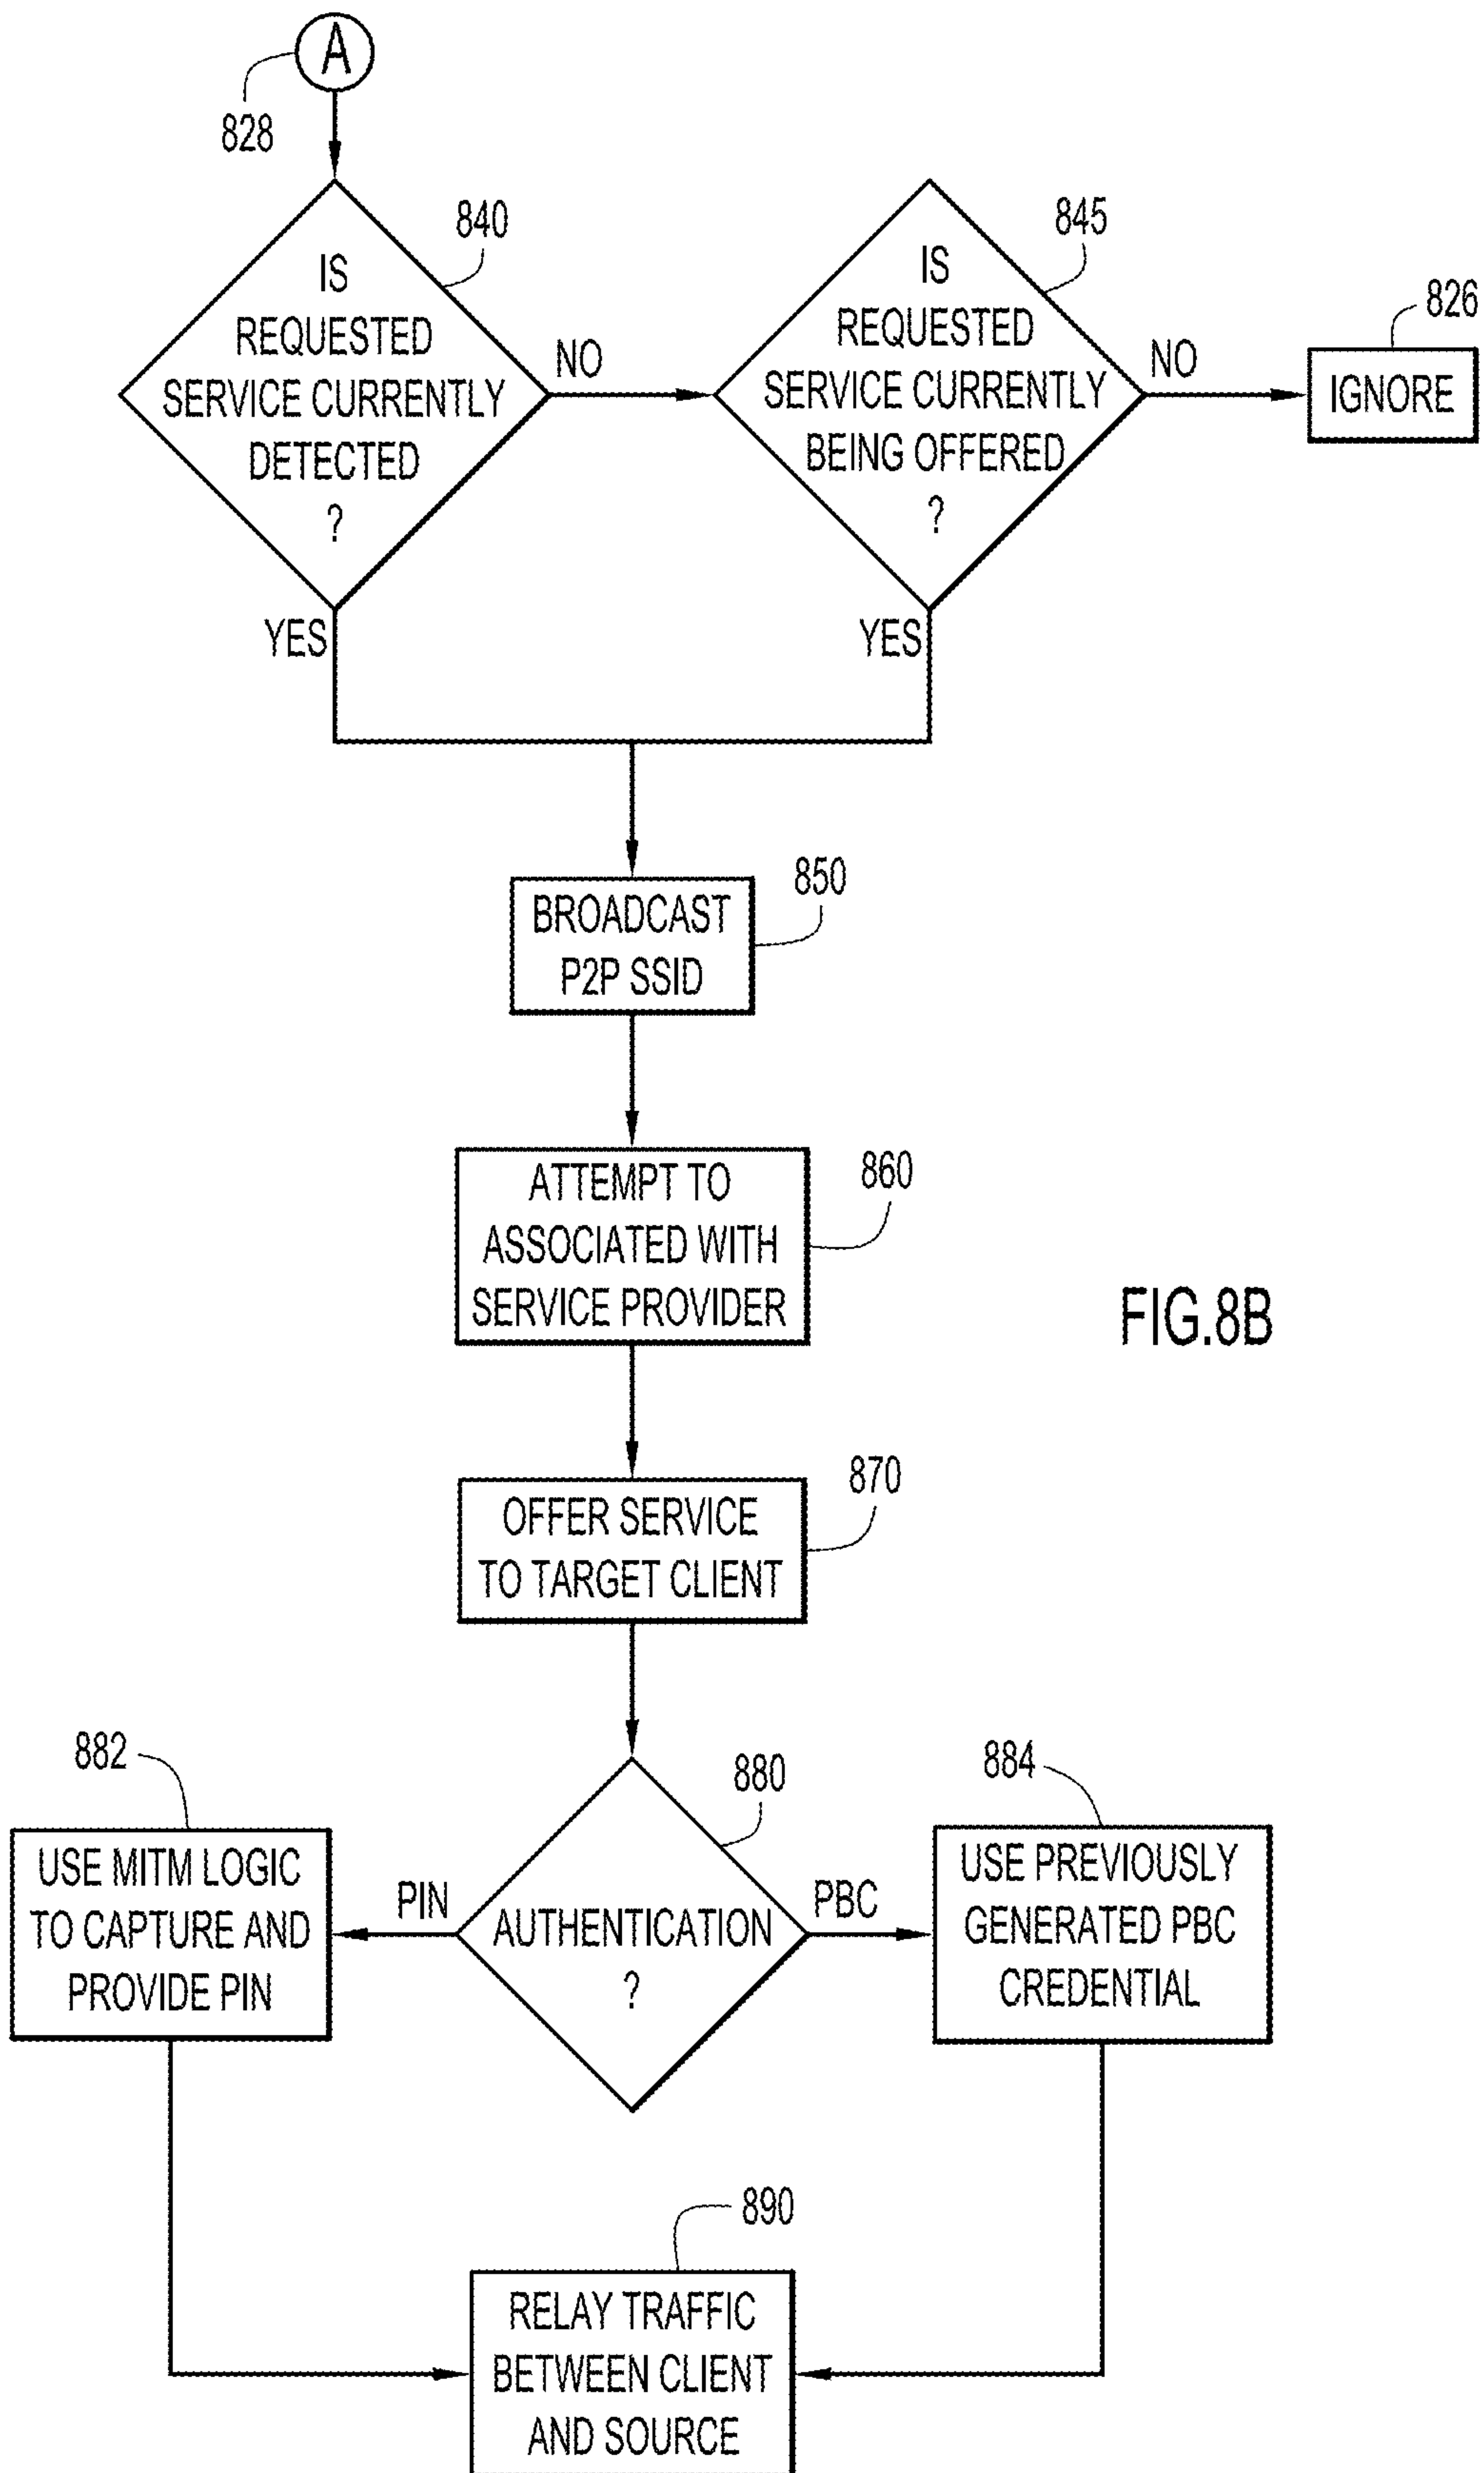 A
828
840
IS
REQUESTED
SERVICE CURRENTLY
DETECTED
?
NO
YES
845
IS
REQUESTED
SERVICE CURRENTLY
BEING OFFERED
?
NO
YES
826
IGNORE
850
BROADCAST
P2P SSID
860
ATTEMPT TO
ASSOCIATED WITH
SERVICE PROVIDER
FIG.8B
870
OFFER SERVICE
TO TARGET CLIENT
880
AUTHENTICATION
?
PIN
PBC
882
USE MITM LOGIC
TO CAPTURE AND
PROVIDE PIN
884
USE PREVIOUSLY
GENERATED PBC
CREDENTIAL
890
RELAY TRAFFIC
BETWEEN CLIENT
AND SOURCE